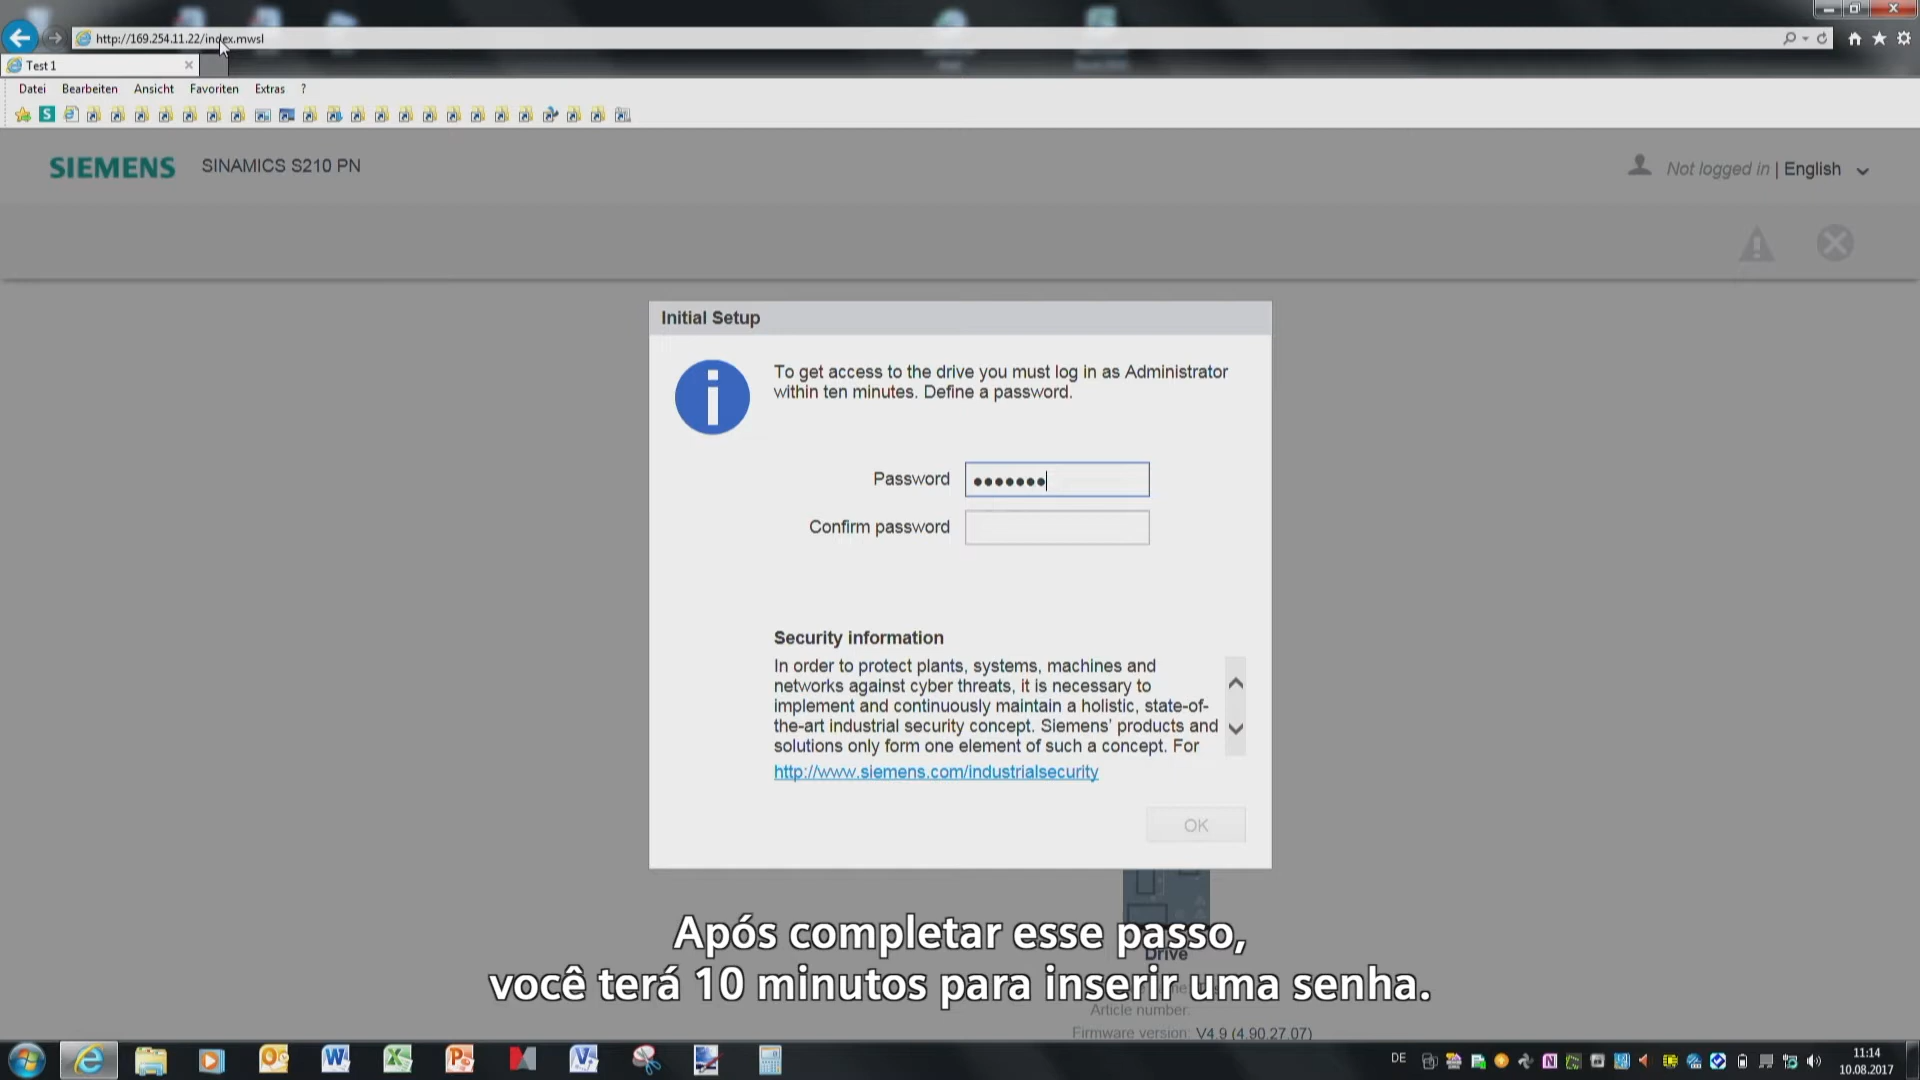 http://169.254.11.22/index.mwsl
Test 1
Datei Bearbeiten Ansicht Favoriten Extras ?
SIEMENS SINAMICS S210 PN
Not logged in | English
Initial Setup
To get access to the drive you must log in as Administrator
within ten minutes. Define a password.
Password
Confirm password
Security information
In order to protect plants, systems, machines and
networks against cyber threats, it is necessary to
implement and continuously maintain a holistic, state-of-
the-art industrial security concept. Siemens' products and
solutions only form one element of such a concept. For
http://www.siemens.com/industrialsecurity
OK
Após completar esse passo,
Drive
você terá 10 minutos para inserir uma senha.
Article number:
Firmware version: V4.9 (4.90.27.07)
DE
11:14
10.08.2017